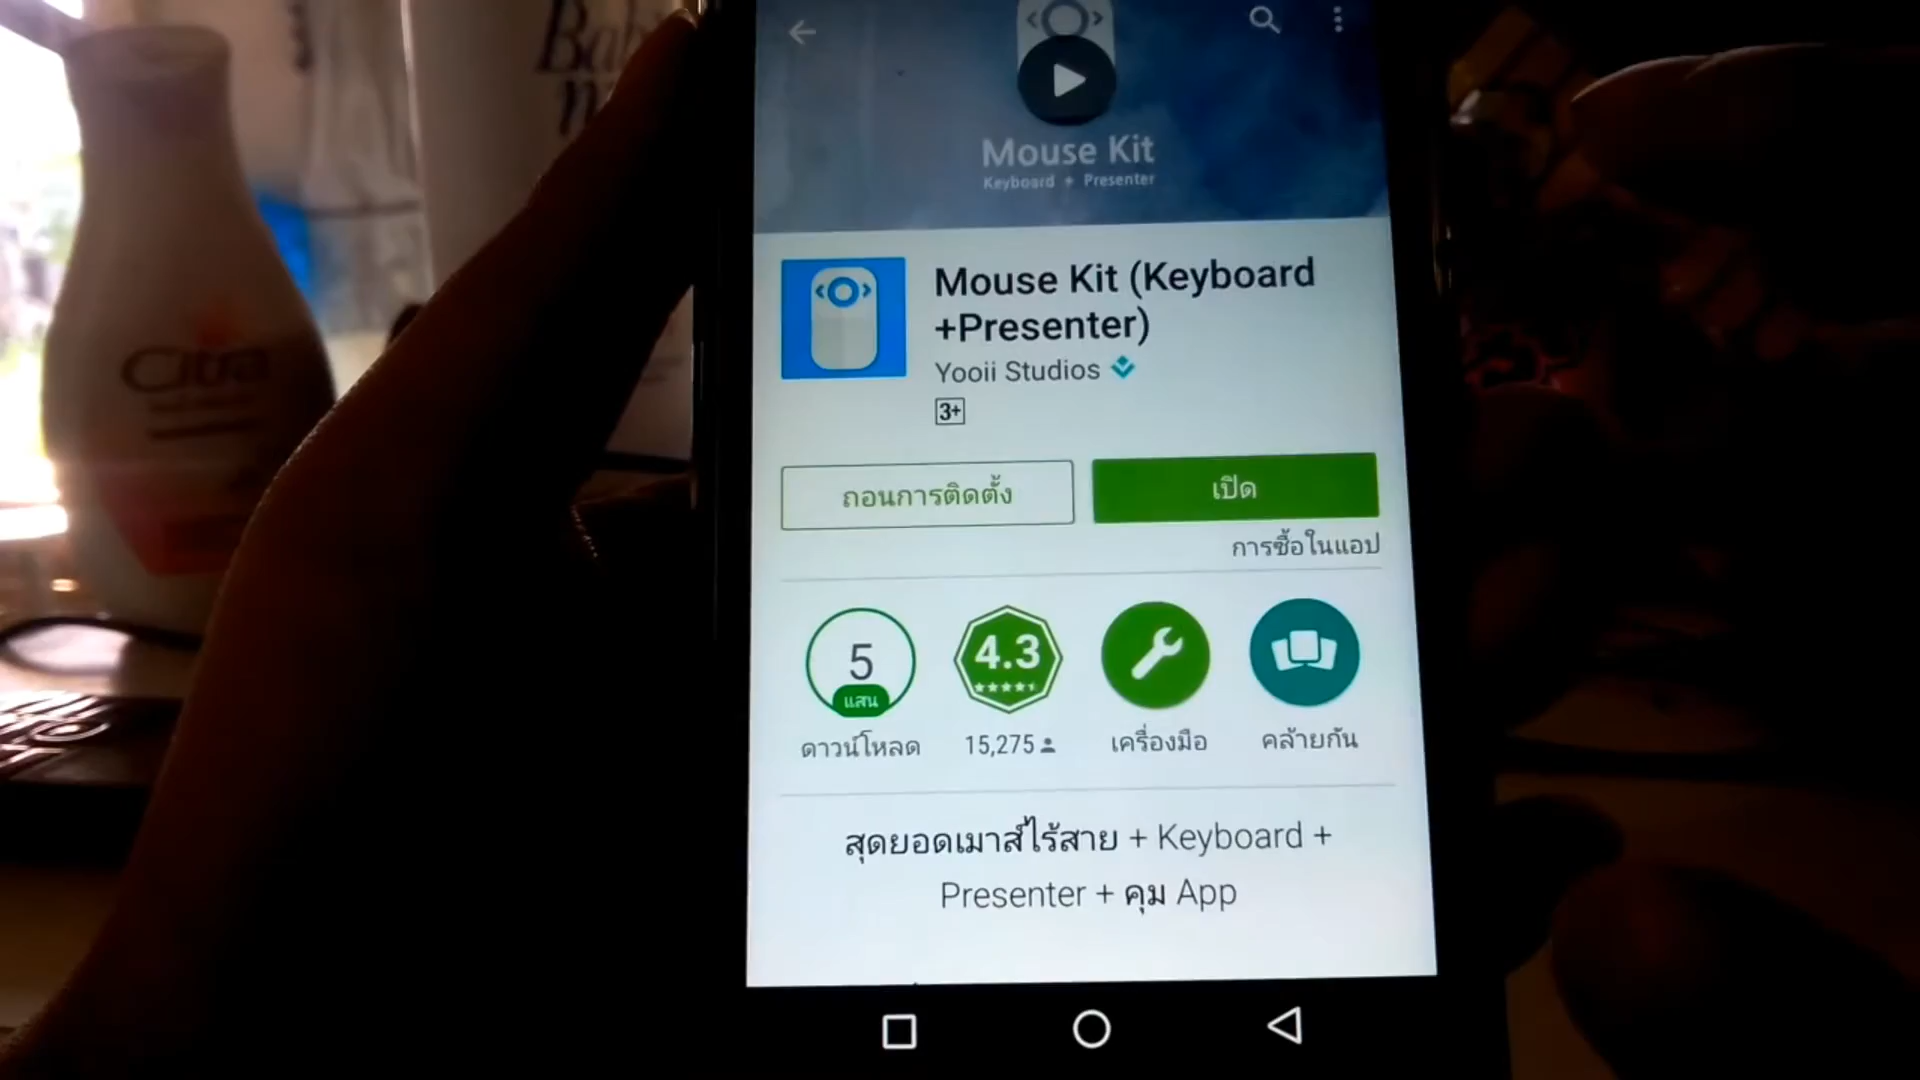 Mouse Kit
Keyboard + Presenter
Mouse Kit (Keyboard
+Presenter)
Yooii Studios
3+
ถอนการติดตั้ง
เปิด
การซื้อในแอป
5
แสน
4.3
ดาวน์โหลด
15,275
เครื่องมือ
คล้ายกัน
สุดยอดเมาส์ไร้สาย + Keyboard +
Presenter + คุม App
Citra